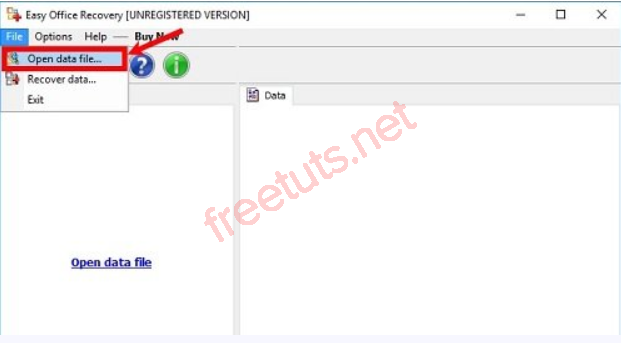 Easy Office Recovery [UNREGISTERED VERSION]
File Options Help — Buy Now
Open data file...
Recover data...
Exit
Data
freetuts.net
Open data file